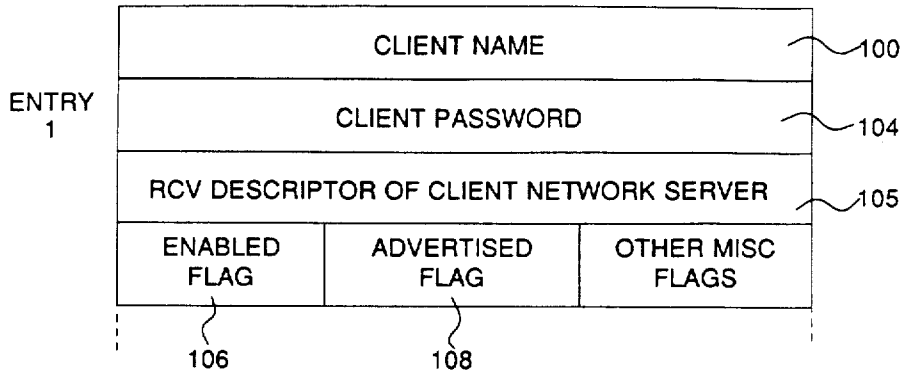 CLIENT NAME
100
ENTRY
1
CLIENT PASSWORD
104
RCV DESCRIPTOR OF CLIENT NETWORK SERVER
105
ENABLED
FLAG
ADVERTISED
FLAG
OTHER MISC
FLAGS
106
108